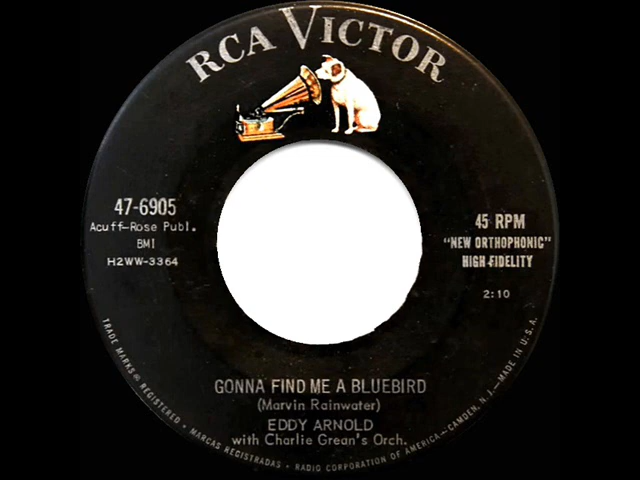 RCA VICTOR
47-6905
Acuff-Rose Publ.
BMI
H2WW-3364
45 RPM
"NEW ORTHOPHONIC"
HIGH FIDELITY
2:10
GONNA FIND ME A BLUEBIRD
(Marvin Rainwater)
EDDY ARNOLD
with Charlie Grean's Orch.
TRADE MARKS ® REGISTERED • MARCAS REGISTRADAS • RADIO CORPORATION OF AMERICA—CAMDEN, N.J.—MADE IN U.S.A.